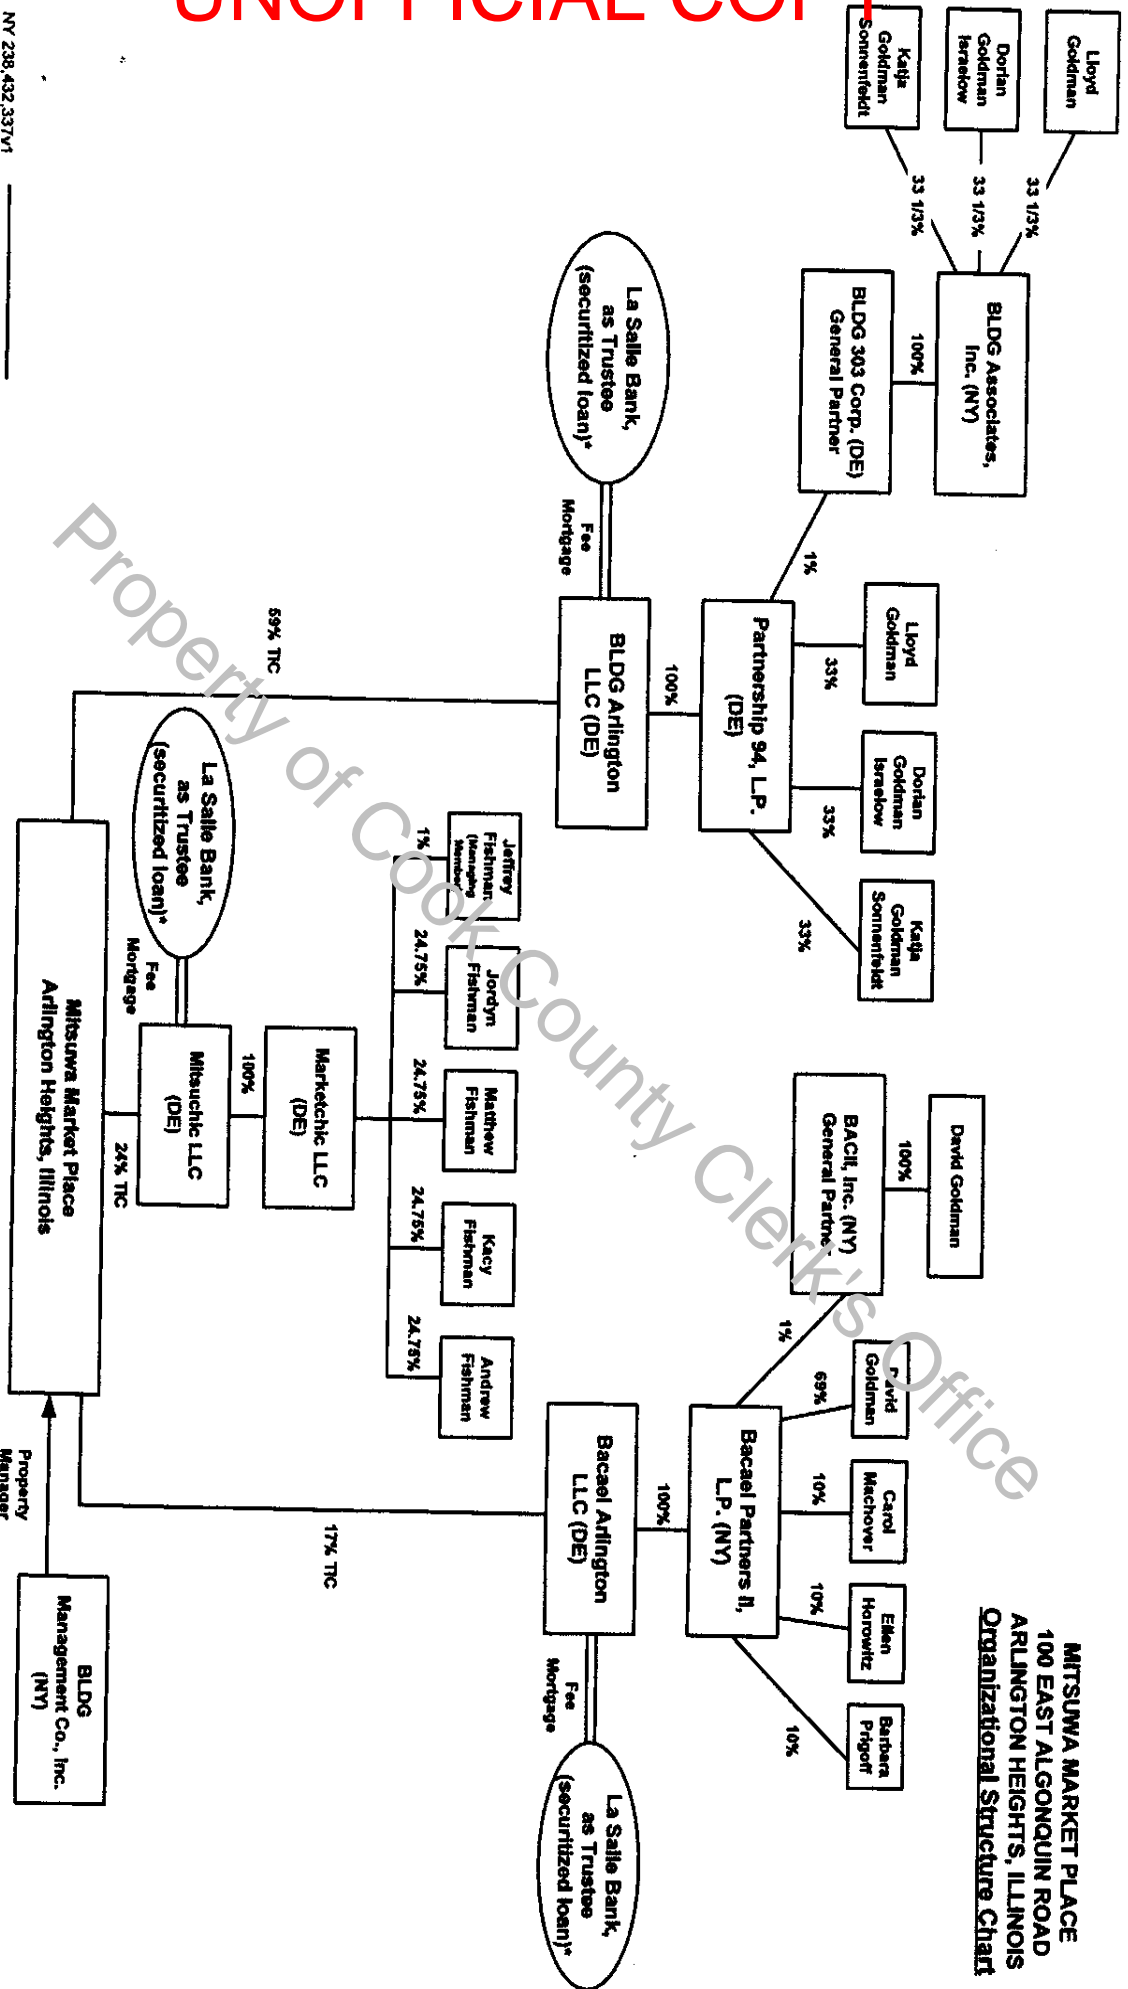 UNOFFICIAL COPY
MITSUWA MARKET PLACE
100 EAST ALGONQUIN ROAD
ARLINGTON HEIGHTS, ILLINOIS
Organizational Structure Chart
Lloyd
Goldman
Dorian
Goldman
Israelow
Katja
Goldman
Sonnenfeldt
33 1/3%
33 1/3%
33 1/3%
BLDG Associates,
Inc. (NY)
100%
BLDG 303 Corp. (DE)
General Partner
1%
Lloyd
Goldman
33%
Dorian
Goldman
Israelow
33%
Katja
Goldman
Sonnenfeldt
33%
Partnership 94, L.P.
(DE)
100%
BLDG Arlington
LLC (DE)
La Salle Bank,
as Trustee
(securitized loan)*
Fee
Mortgage
59% TIC
David Goldman
100%
BACII, Inc. (NY)
General Partner
1%
David
Goldman
69%
Carol
Machover
10%
Ellen
Horowitz
10%
Barbara
Prigoff
10%
Bacael Partners II,
L.P. (NY)
100%
Bacael Arlington
LLC (DE)
Fee
Mortgage
La Salle Bank,
as Trustee
(securitized loan)*
17% TIC
Jeffrey
Fishman
(Managing
Member)
1%
Jordyn
Fishman
24.75%
Matthew
Fishman
24.75%
Kacy
Fishman
24.75%
Andrew
Fishman
24.75%
Marketchic LLC
(DE)
100%
Mitsuchic LLC
(DE)
La Salle Bank,
as Trustee
(securitized loan)*
Fee
Mortgage
24% TIC
Mitsuwa Market Place
Arlington Heights, Illinois
Property
Manager
BLDG
Management Co., Inc.
(NY)
NY 238,432,337v1
Property of Cook County Clerk's Office